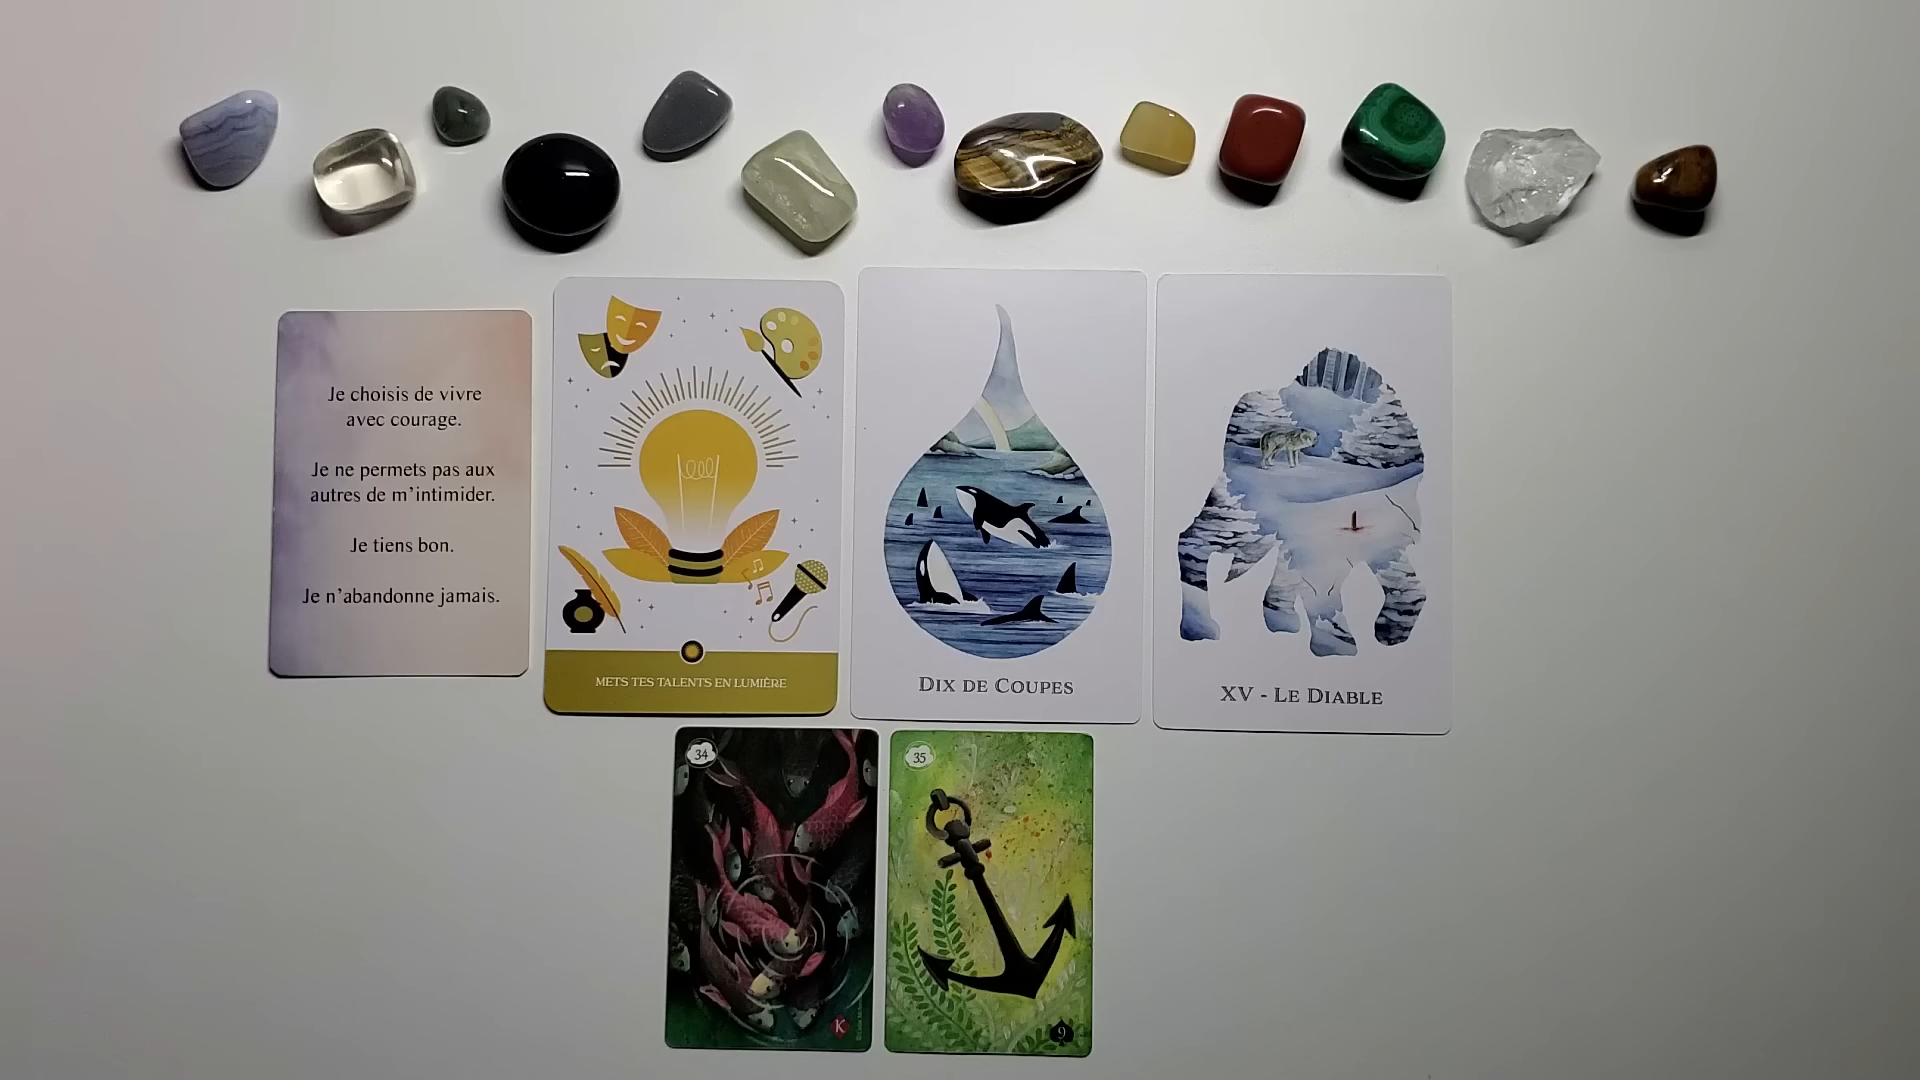 Je choisis de vivre
avec courage.
Je ne permets pas aux
autres de m'intimider.
Je tiens bon.
Je n'abandonne jamais.
METS TES TALENTS EN LUMIÈRE
DIX DE COUPES
XV - LE DIABLE
34
K
35
9